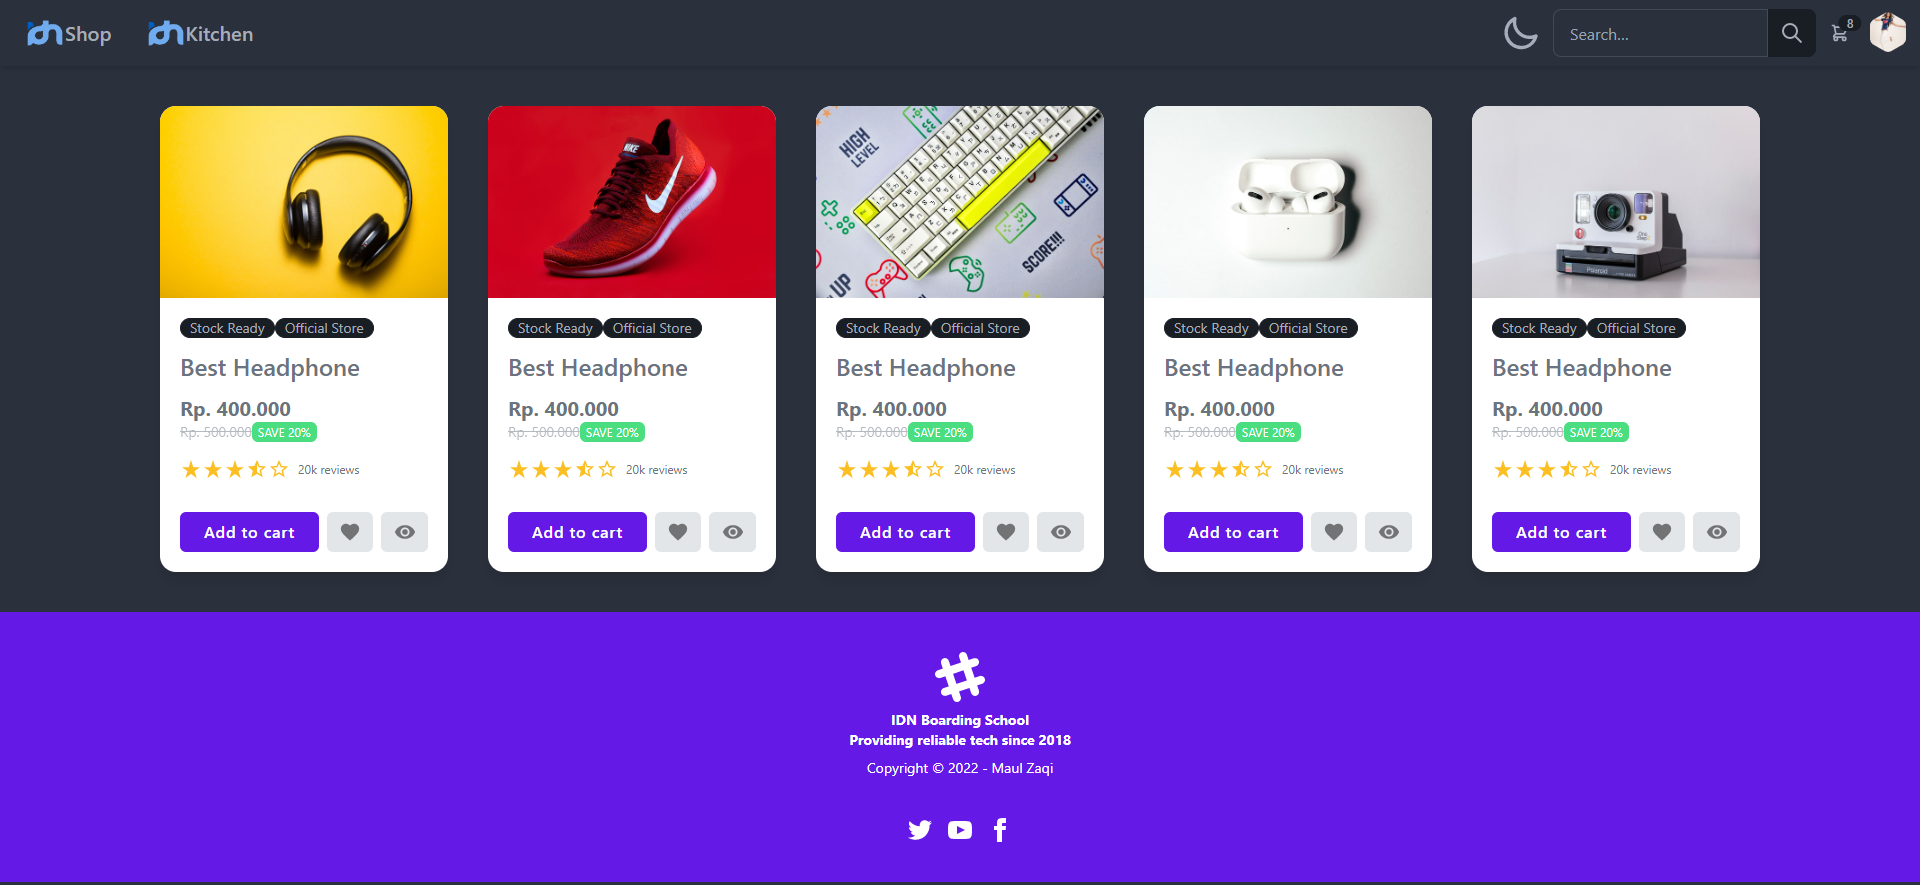 Shop
Kitchen
Search...
8
NIKE
HIGH
LEVEL
UP
SCORE!!!
Polaroid
Stock Ready Official Store
Best Headphone
Rp. 400.000
Rp. 500.000 SAVE 20%
20k reviews
Add to cart
Stock Ready Official Store
Best Headphone
Rp. 400.000
Rp. 500.000 SAVE 20%
20k reviews
Add to cart
Stock Ready Official Store
Best Headphone
Rp. 400.000
Rp. 500.000 SAVE 20%
20k reviews
Add to cart
Stock Ready Official Store
Best Headphone
Rp. 400.000
Rp. 500.000 SAVE 20%
20k reviews
Add to cart
Stock Ready Official Store
Best Headphone
Rp. 400.000
Rp. 500.000 SAVE 20%
20k reviews
Add to cart
IDN Boarding School
Providing reliable tech since 2018
Copyright © 2022 - Maul Zaqi